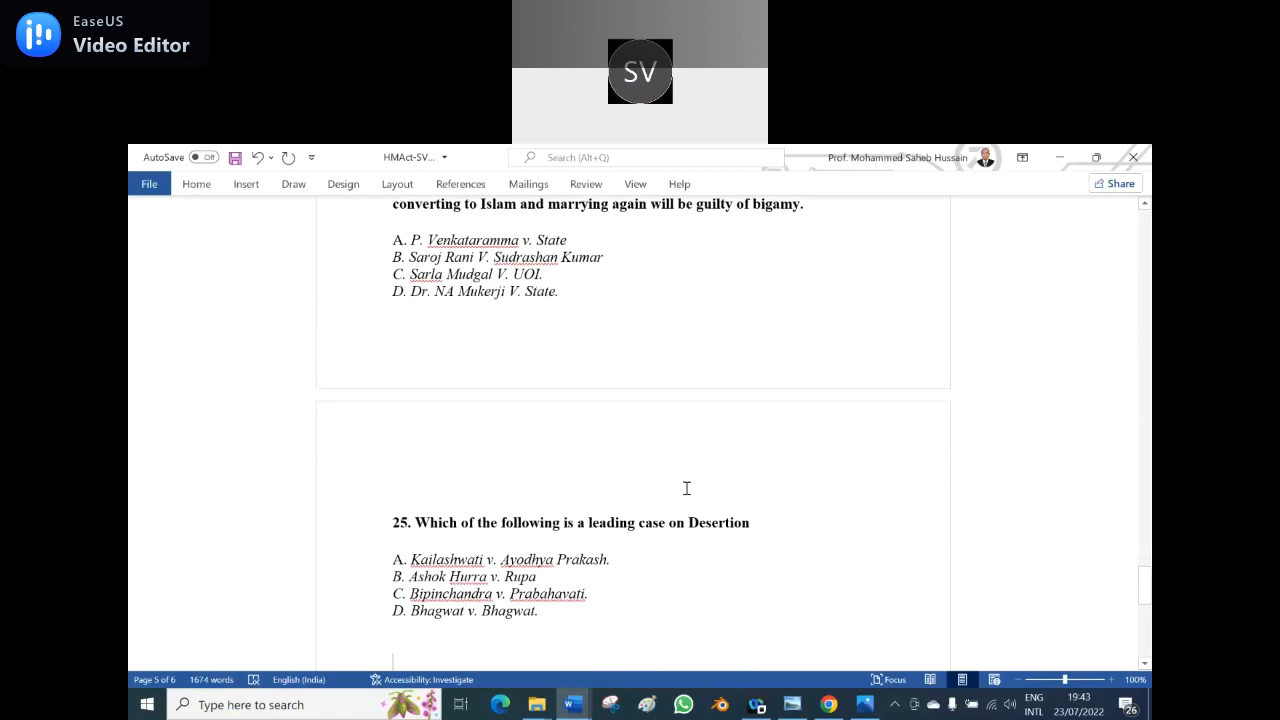 EaseUS
Video Editor
SV
AutoSave Off HMAct-SV... Search (Alt+Q) Prof. Mohammed Saheb Hussain
File Home Insert Draw Design Layout References Mailings Review View Help Share
converting to Islam and marrying again will be guilty of bigamy.
A. P. Venkataramma v. State
B. Saroj Rani V. Sudrashan Kumar
C. Sarla Mudgal V. UOI.
D. Dr. NA Mukerji V. State.
25. Which of the following is a leading case on Desertion
A. Kailashwati v. Ayodhya Prakash.
B. Ashok Hurra v. Rupa
C. Bipinchandra v. Prabahavati.
D. Bhagwat v. Bhagwat.
Page 5 of 6 1674 words English (India) Accessibility: Investigate Focus 100%
Type here to search ENG 19:43
INTL 23/07/2022 26